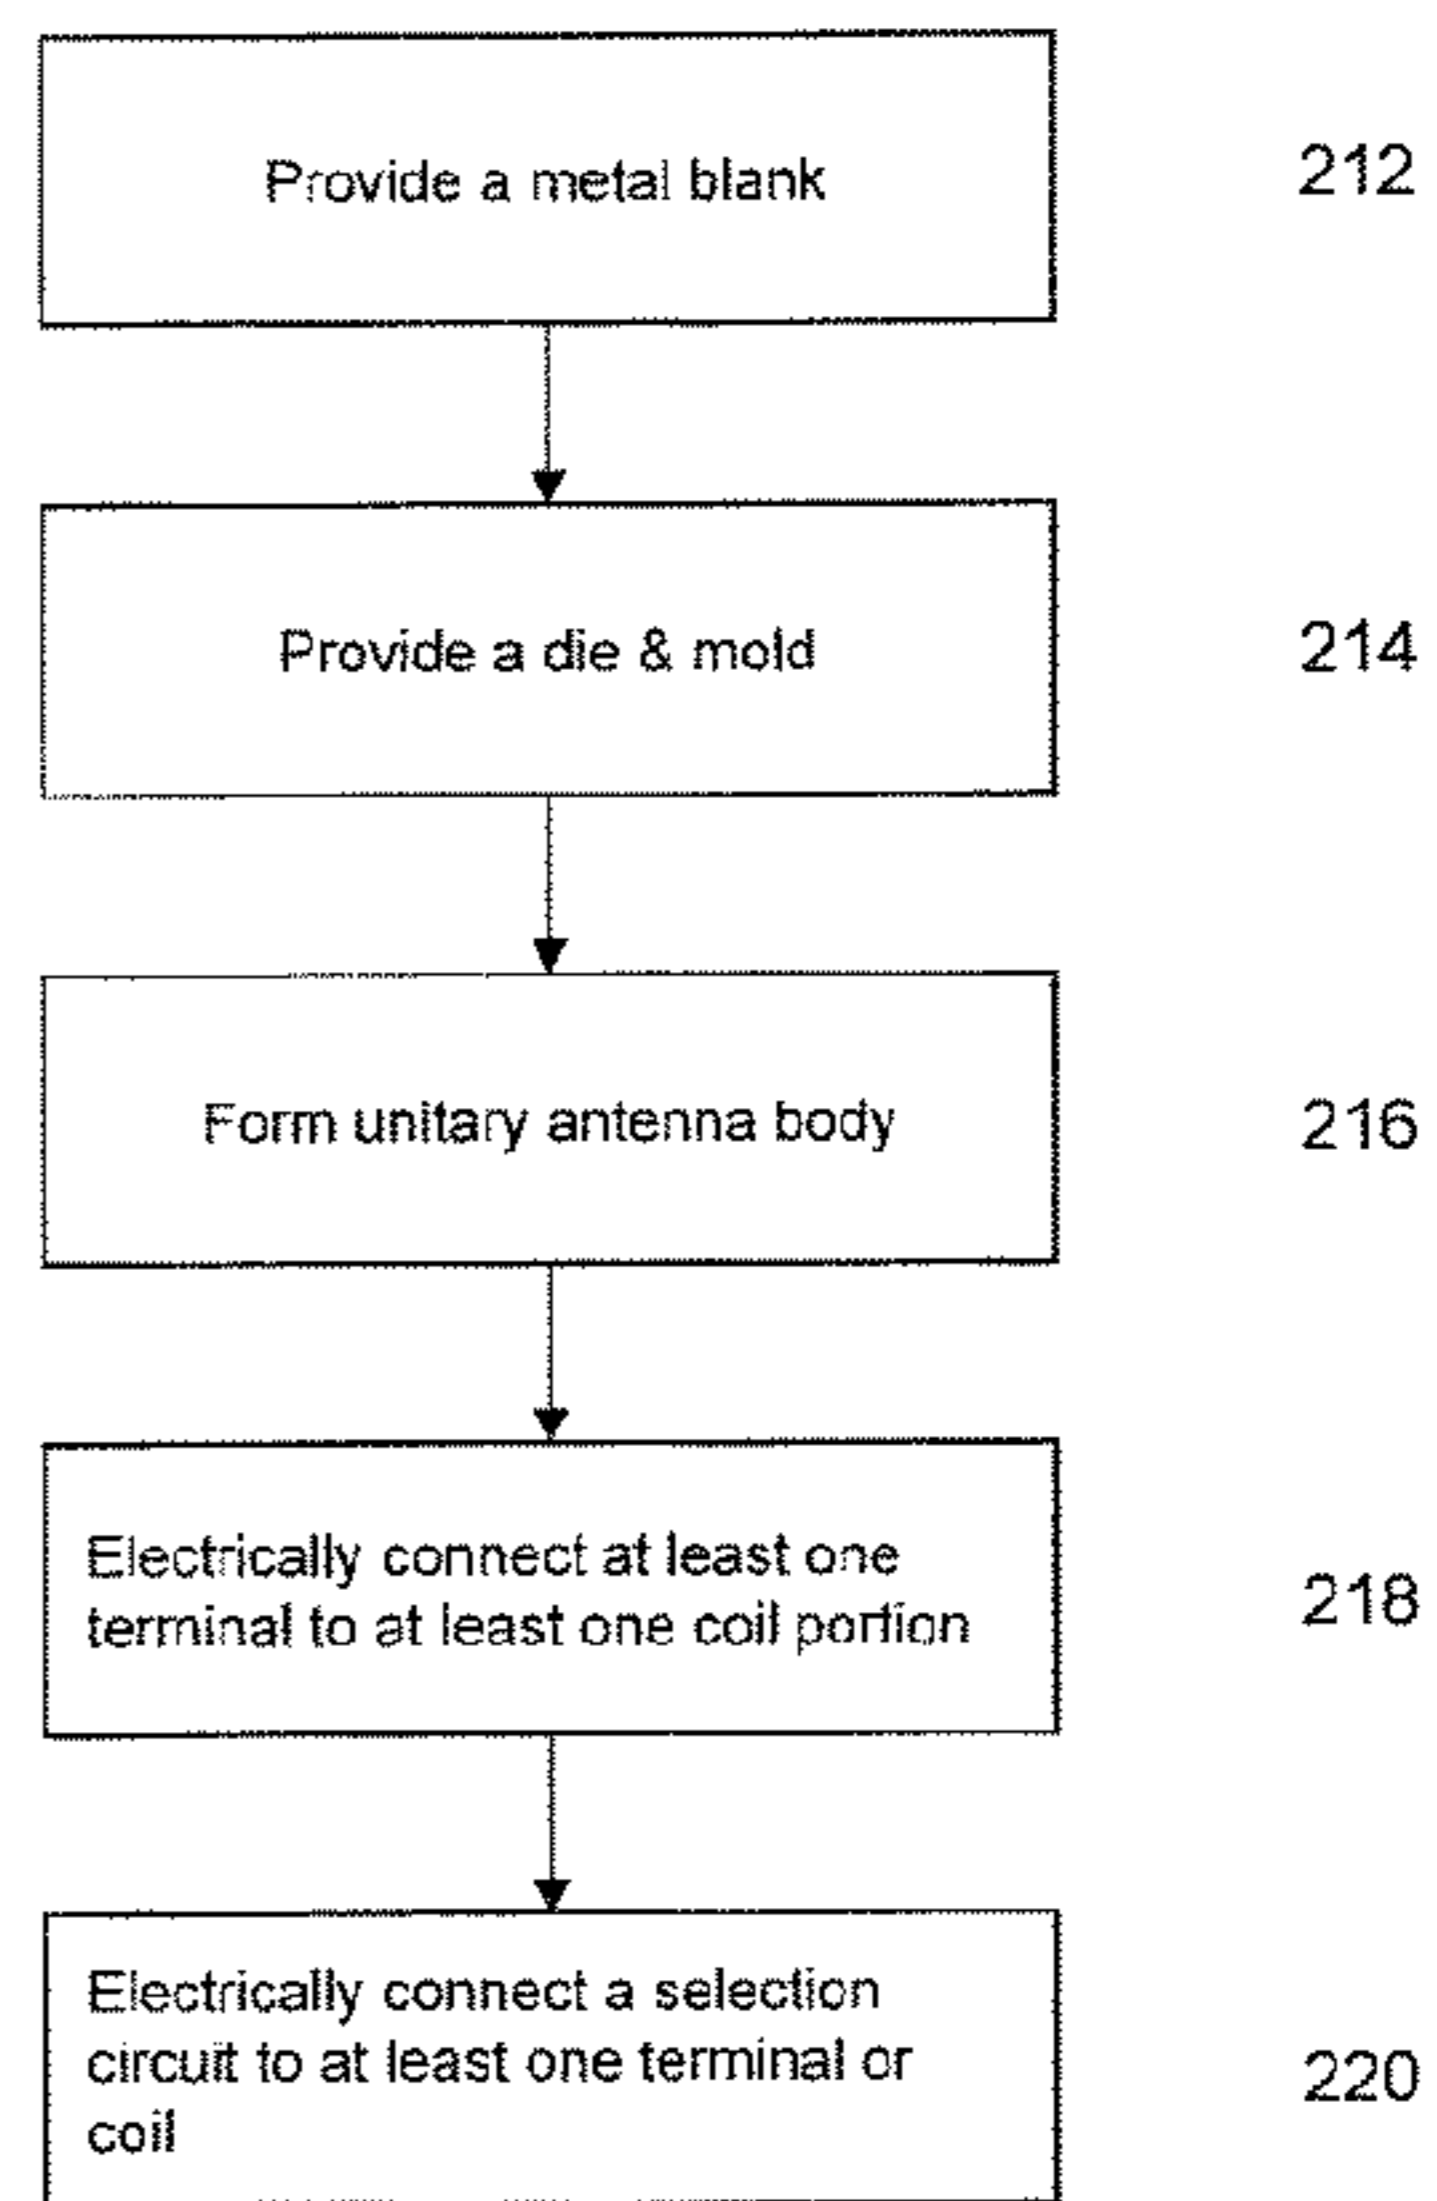 Provide a metal blank
212
Provide a die & mold
214
Form unitary antenna body
216
Electrically connect at least one
terminal to at least one coil portion
218
Electrically connect a selection
circuit to at least one terminal or
coil
220